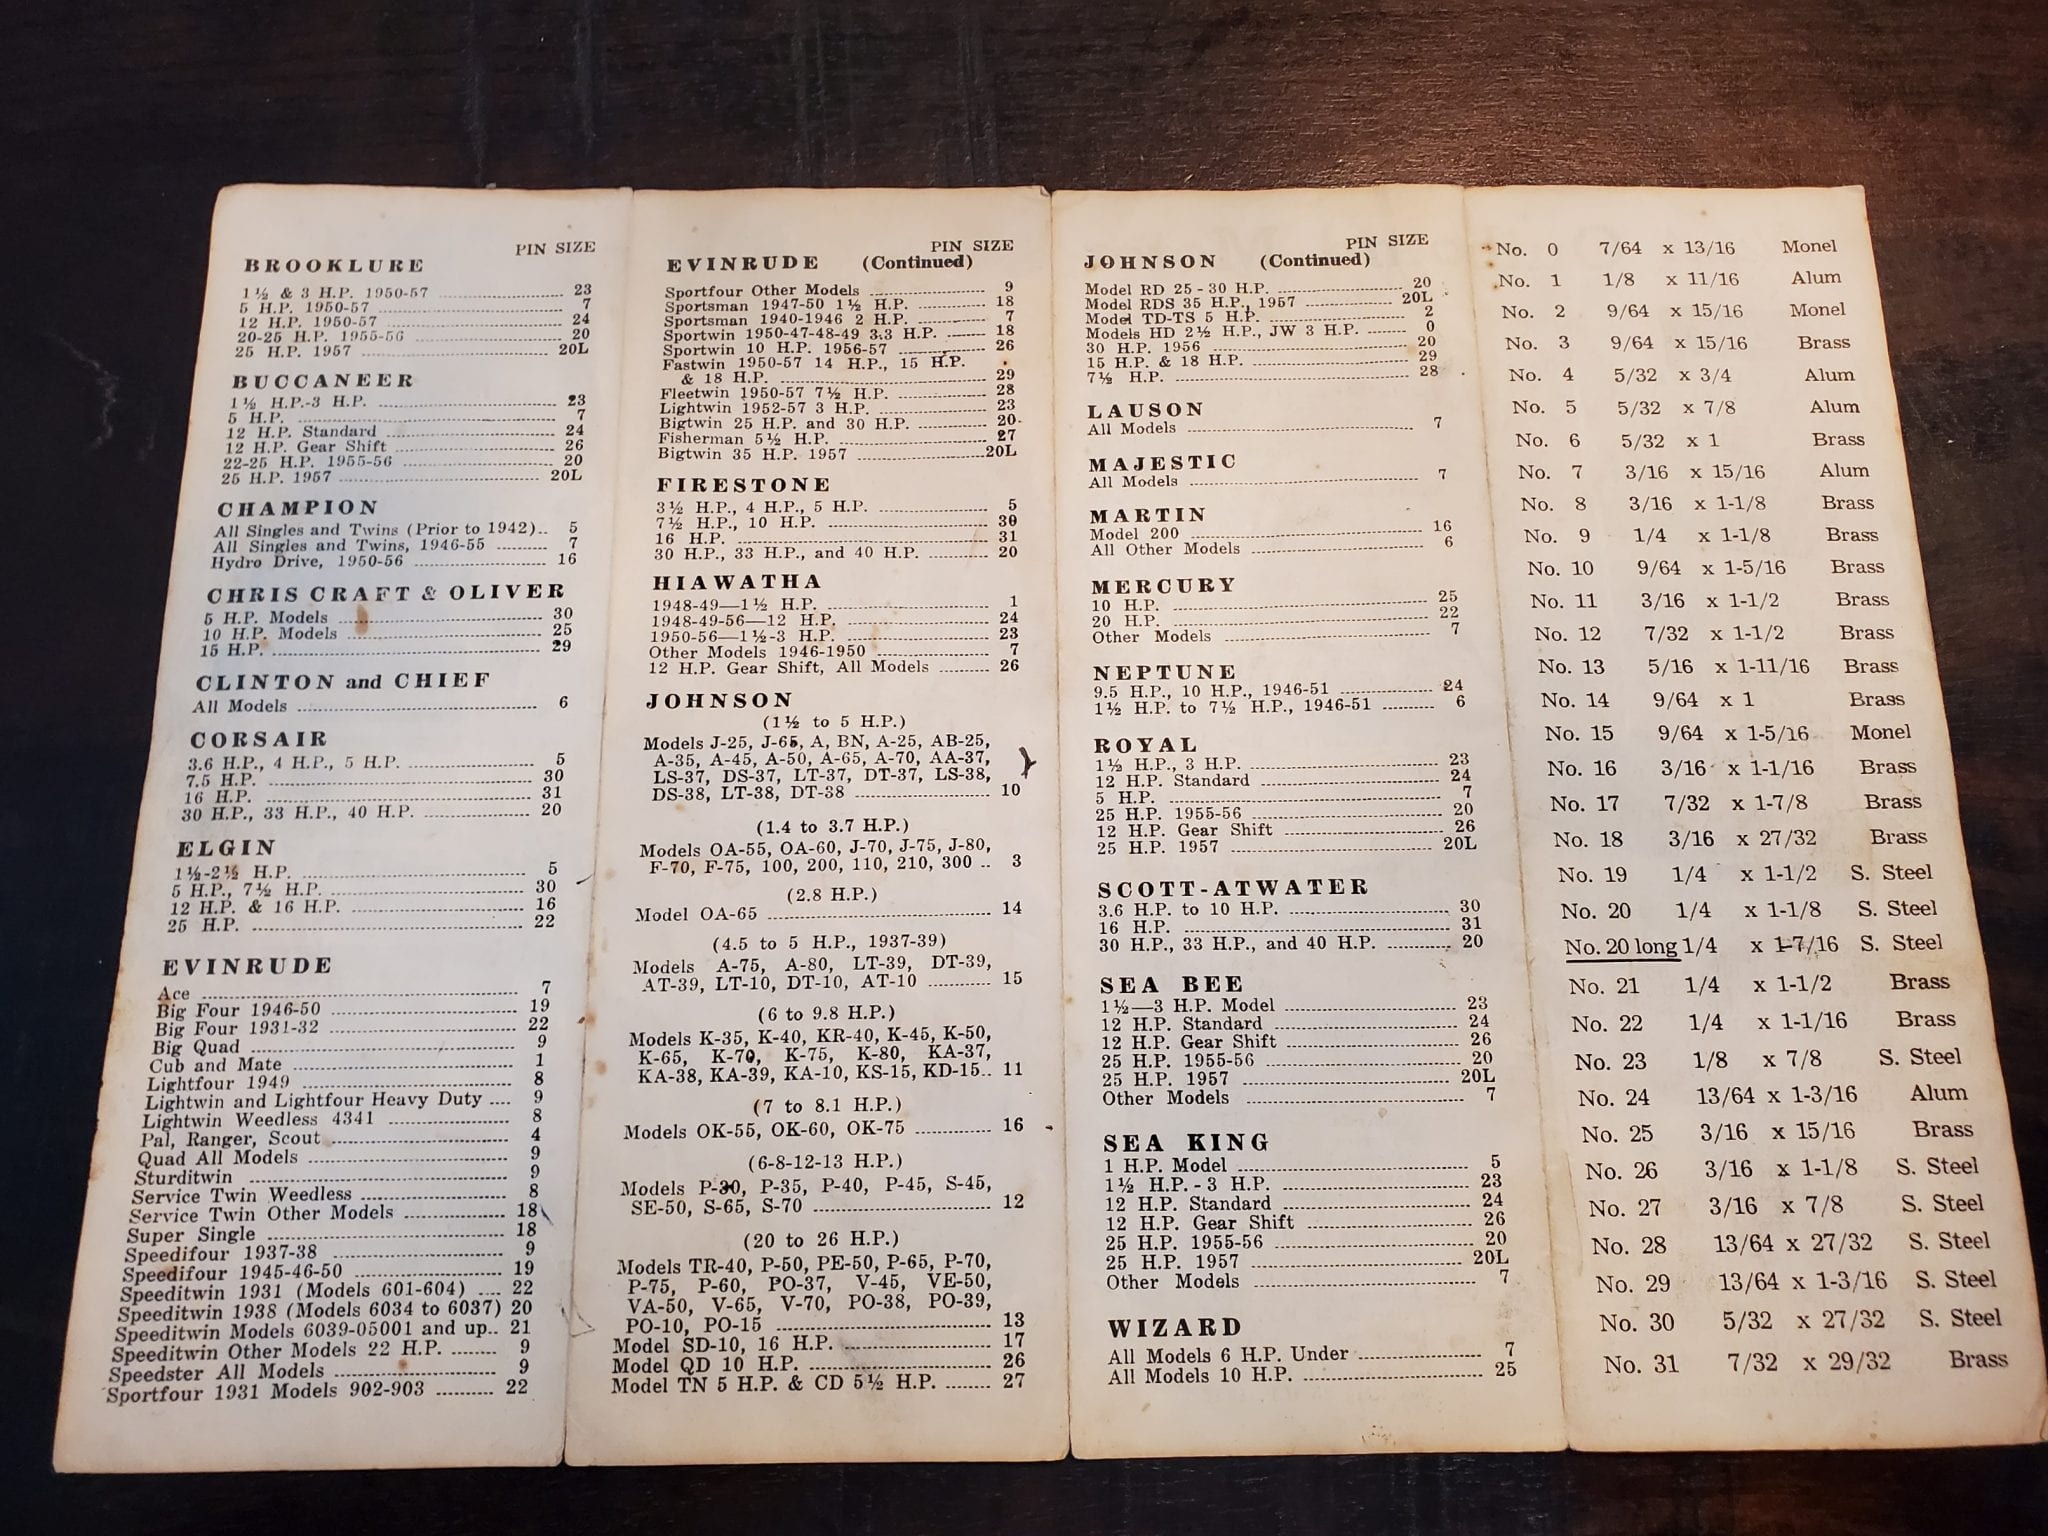 PIN SIZE
BROOKLURE
1½ & 3 H.P. 1950-57 23
5 H.P. 1950-57 7
12 H.P. 1950-57 24
20-25 H.P. 1955-56 20
25 H.P. 1957 20L
BUCCANEER
1½ H.P.-3 H.P. 23
5 H.P. 7
12 H.P. Standard 24
12 H.P. Gear Shift 26
22-25 H.P. 1955-56 20
25 H.P. 1957 20L
CHAMPION
All Singles and Twins (Prior to 1942).. 5
All Singles and Twins, 1946-55 7
Hydro Drive, 1950-56 16
CHRIS CRAFT & OLIVER
5 H.P. Models 30
10 H.P. Models 25
15 H.P. 29
CLINTON and CHIEF
All Models 6
CORSAIR
3.6 H.P., 4 H.P., 5 H.P. 5
7.5 H.P. 30
16 H.P. 31
30 H.P., 33 H.P., 40 H.P. 20
ELGIN
1½-2½ H.P. 5
5 H.P., 7½ H.P. 30
12 H.P. & 16 H.P. 16
25 H.P. 22
EVINRUDE
Ace 7
Big Four 1946-50 19
Big Four 1931-32 22
Big Quad 9
Cub and Mate 1
Lightfour 1949 8
Lightwin and Lightfour Heavy Duty .... 9
Lightwin Weedless 4341 8
Pal, Ranger, Scout 4
Quad All Models 9
Sturditwin 9
Service Twin Weedless 8
Service Twin Other Models 18
Super Single 18
Speedifour 1937-38 9
Speedifour 1945-46-50 19
Speeditwin 1931 (Models 601-604) .... 22
Speeditwin 1938 (Models 6034 to 6037) 20
Speeditwin Models 6039-05001 and up.. 21
Speeditwin Other Models 22 H.P. 9
Speedster All Models 9
Sportfour 1931 Models 902-903 22
PIN SIZE
EVINRUDE (Continued)
Sportfour Other Models 9
Sportsman 1947-50 1½ H.P. 18
Sportsman 1940-1946 2 H.P. 7
Sportwin 1950-47-48-49 3.3 H.P. 18
Sportwin 10 H.P. 1956-57 26
Fastwin 1950-57 14 H.P., 15 H.P.
& 18 H.P. 29
Fleetwin 1950-57 7½ H.P. 28
Lightwin 1952-57 3 H.P. 23
Bigtwin 25 H.P. and 30 H.P. 20
Fisherman 5½ H.P. 27
Bigtwin 35 H.P. 1957 20L
FIRESTONE
3½ H.P., 4 H.P., 5 H.P. 5
7½ H.P., 10 H.P. 30
16 H.P. 31
30 H.P., 33 H.P., and 40 H.P. 20
HIAWATHA
1948-49—1½ H.P. 1
1948-49-56—12 H.P. 24
1950-56—1½-3 H.P. 23
Other Models 1946-1950 7
12 H.P. Gear Shift, All Models 26
JOHNSON
(1½ to 5 H.P.)
Models J-25, J-65, A, BN, A-25, AB-25,
A-35, A-45, A-50, A-65, A-70, AA-37,
LS-37, DS-37, LT-37, DT-37, LS-38,
DS-38, LT-38, DT-38 10
(1.4 to 3.7 H.P.)
Models OA-55, OA-60, J-70, J-75, J-80,
F-70, F-75, 100, 200, 110, 210, 300 .. 3
(2.8 H.P.)
Model OA-65 14
(4.5 to 5 H.P., 1937-39)
Models A-75, A-80, LT-39, DT-39,
AT-39, LT-10, DT-10, AT-10 15
(6 to 9.8 H.P.)
Models K-35, K-40, KR-40, K-45, K-50,
K-65, K-70, K-75, K-80, KA-37,
KA-38, KA-39, KA-10, KS-15, KD-15.. 11
(7 to 8.1 H.P.)
Models OK-55, OK-60, OK-75 16
(6-8-12-13 H.P.)
Models P-30, P-35, P-40, P-45, S-45,
SE-50, S-65, S-70 12
(20 to 26 H.P.)
Models TR-40, P-50, PE-50, P-65, P-70,
P-75, P-60, PO-37, V-45, VE-50,
VA-50, V-65, V-70, PO-38, PO-39,
PO-10, PO-15 13
Model SD-10, 16 H.P. 17
Model QD 10 H.P. 26
Model TN 5 H.P. & CD 5½ H.P. 27
PIN SIZE
JOHNSON (Continued)
Model RD 25 - 30 H.P. 20
Model RDS 35 H.P., 1957 20L
Model TD-TS 5 H.P. 2
Models HD 2½ H.P., JW 3 H.P. 0
30 H.P. 1956 20
15 H.P. & 18 H.P. 29
7½ H.P. 28
LAUSON
All Models 7
MAJESTIC
All Models 7
MARTIN
Model 200 16
All Other Models 6
MERCURY
10 H.P. 25
20 H.P. 22
Other Models 7
NEPTUNE
9.5 H.P., 10 H.P., 1946-51 24
1½ H.P. to 7½ H.P., 1946-51 6
ROYAL
1½ H.P., 3 H.P. 23
12 H.P. Standard 24
5 H.P. 7
25 H.P. 1955-56 20
12 H.P. Gear Shift 26
25 H.P. 1957 20L
SCOTT-ATWATER
3.6 H.P. to 10 H.P. 30
16 H.P. 31
30 H.P., 33 H.P., and 40 H.P. 20
SEA BEE
1½—3 H.P. Model 23
12 H.P. Standard 24
12 H.P. Gear Shift 26
25 H.P. 1955-56 20
25 H.P. 1957 20L
Other Models 7
SEA KING
1 H.P. Model 5
1½ H.P. - 3 H.P. 23
12 H.P. Standard 24
12 H.P. Gear Shift 26
25 H.P. 1955-56 20
25 H.P. 1957 20L
Other Models 7
WIZARD
All Models 6 H.P. Under 7
All Models 10 H.P. 25
No. 0 7/64 x 13/16 Monel
No. 1 1/8 x 11/16 Alum
No. 2 9/64 x 15/16 Monel
No. 3 9/64 x 15/16 Brass
No. 4 5/32 x 3/4 Alum
No. 5 5/32 x 7/8 Alum
No. 6 5/32 x 1 Brass
No. 7 3/16 x 15/16 Alum
No. 8 3/16 x 1-1/8 Brass
No. 9 1/4 x 1-1/8 Brass
No. 10 9/64 x 1-5/16 Brass
No. 11 3/16 x 1-1/2 Brass
No. 12 7/32 x 1-1/2 Brass
No. 13 5/16 x 1-11/16 Brass
No. 14 9/64 x 1 Brass
No. 15 9/64 x 1-5/16 Monel
No. 16 3/16 x 1-1/16 Brass
No. 17 7/32 x 1-7/8 Brass
No. 18 3/16 x 27/32 Brass
No. 19 1/4 x 1-1/2 S. Steel
No. 20 1/4 x 1-1/8 S. Steel
No. 20 long 1/4 x 1-7/16 S. Steel
No. 21 1/4 x 1-1/2 Brass
No. 22 1/4 x 1-1/16 Brass
No. 23 1/8 x 7/8 S. Steel
No. 24 13/64 x 1-3/16 Alum
No. 25 3/16 x 15/16 Brass
No. 26 3/16 x 1-1/8 S. Steel
No. 27 3/16 x 7/8 S. Steel
No. 28 13/64 x 27/32 S. Steel
No. 29 13/64 x 1-3/16 S. Steel
No. 30 5/32 x 27/32 S. Steel
No. 31 7/32 x 29/32 Brass